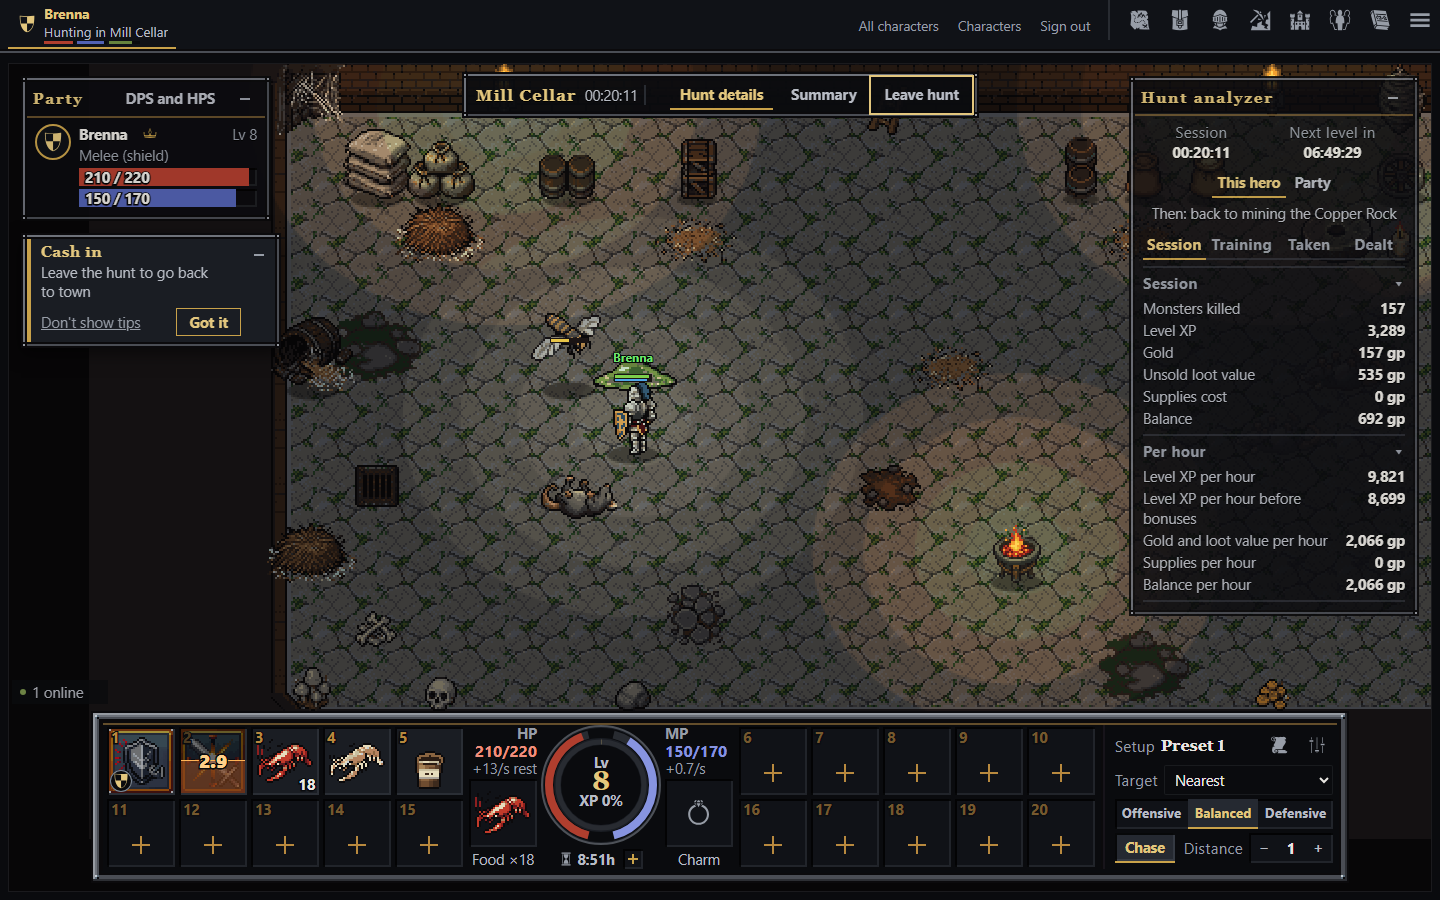 Brenna
Hunting in Mill Cellar
All characters
Characters
Sign out
Party
DPS and HPS
Brenna
Lv 8
Melee (shield)
210 / 220
150 / 170
Cash in
Leave the hunt to go back
to town
Don't show tips
Got it
Mill Cellar
00:20:11
Hunt details
Summary
Leave hunt
Brenna
Hunt analyzer
Session
Next level in
00:20:11
06:49:29
This hero
Party
Then: back to mining the Copper Rock
Session
Training
Taken
Dealt
Session
Monsters killed 157
Level XP 3,289
Gold 157 gp
Unsold loot value 535 gp
Supplies cost 0 gp
Balance 692 gp
Per hour
Level XP per hour 9,821
Level XP per hour before 8,699
bonuses
Gold and loot value per hour 2,066 gp
Supplies per hour 0 gp
Balance per hour 2,066 gp
1 online
1
2
2.9
3
18
4
5
11
12
13
14
15
HP
210/220
+13/s rest
Food ×18
Lv
8
XP 0%
8:51h
+
MP
150/170
+0.7/s
Charm
6
7
8
9
10
16
17
18
19
20
Setup Preset 1
Target Nearest
Offensive
Balanced
Defensive
Chase
Distance
− 1 +